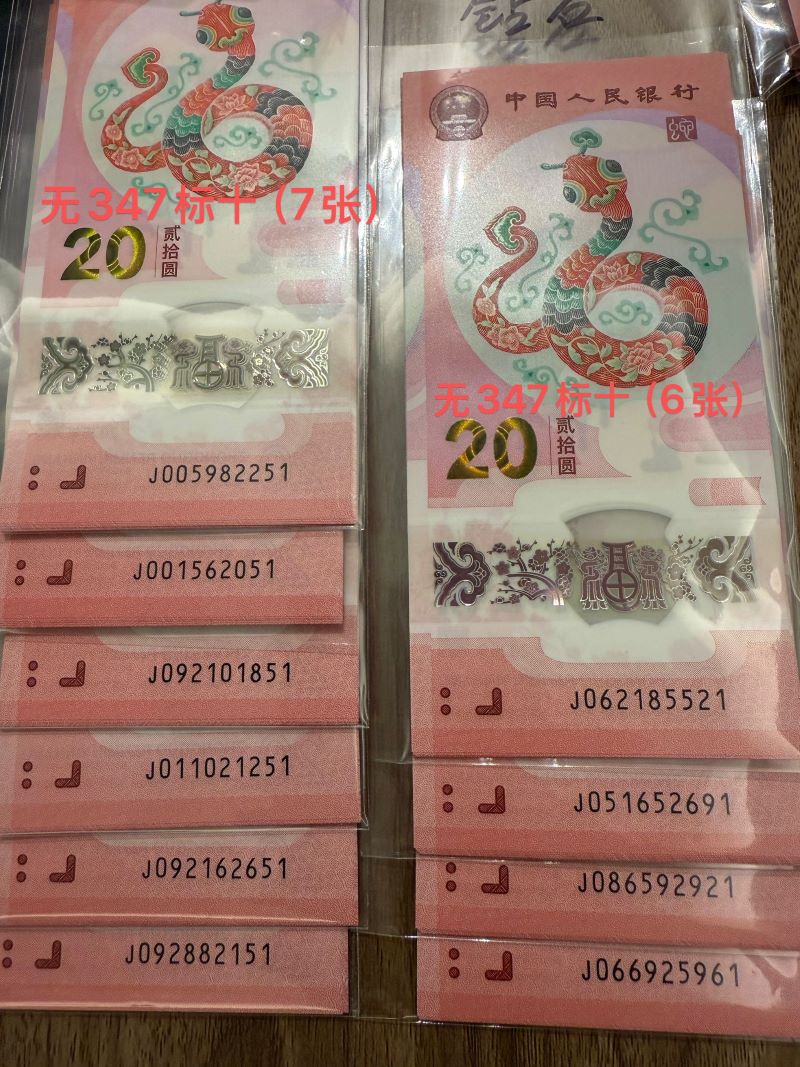 无347标十（7张）
20
贰拾圆
福
J005982251
J001562051
J092101851
J011021251
J092162651
J092882151
中国人民银行
无347标十（6张）
20
贰拾圆
福
J062185521
J051652691
J086592921
J066925961